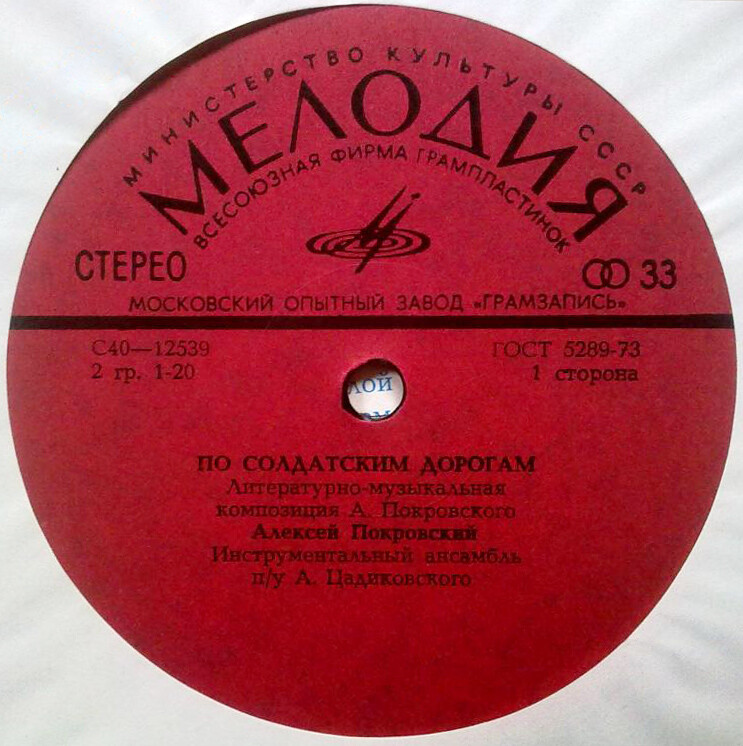 МИНИСТЕРСТВО КУЛЬТУРЫ СССР
МЕЛОДИЯ
ВСЕСОЮЗНАЯ ФИРМА ГРАМПЛАСТИНОК
СТЕРЕО
33
МОСКОВСКИЙ ОПЫТНЫЙ ЗАВОД «ГРАМЗАПИСЬ»
С40—12539
ГОСТ 5289-73
2 гр. 1-20
1 сторона
ЛОЙ
ПО СОЛДАТСКИМ ДОРОГАМ
Литературно-музыкальная
композиция А. Покровского
Алексей Покровский
Инструментальный ансамбль
п/у А. Цадиковского